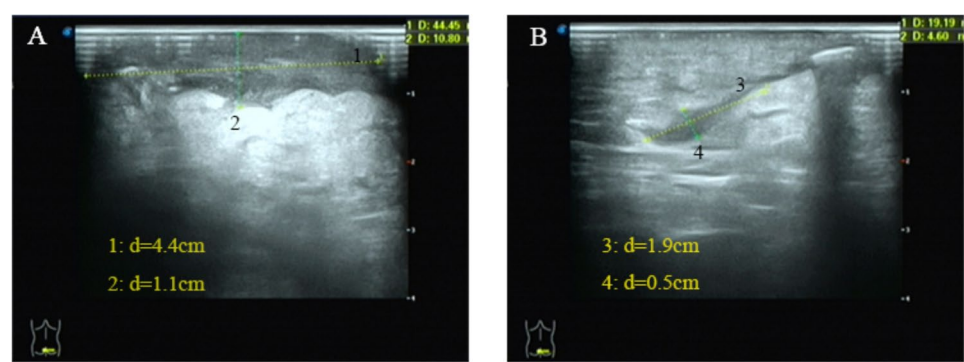 A
1 D: 44.45
2 D: 10.80
1
2
1: d=4.4cm
2: d=1.1cm
B
1 D: 19.19
2 D: 4.60
3
4
3: d=1.9cm
4: d=0.5cm